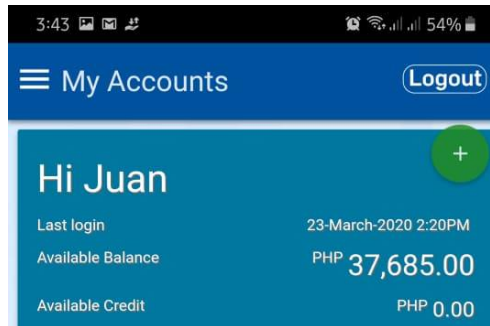 3:43 54%
My Accounts Logout
+
Hi Juan
Last login 23-March-2020 2:20PM
Available Balance PHP 37,685.00
Available Credit PHP 0.00